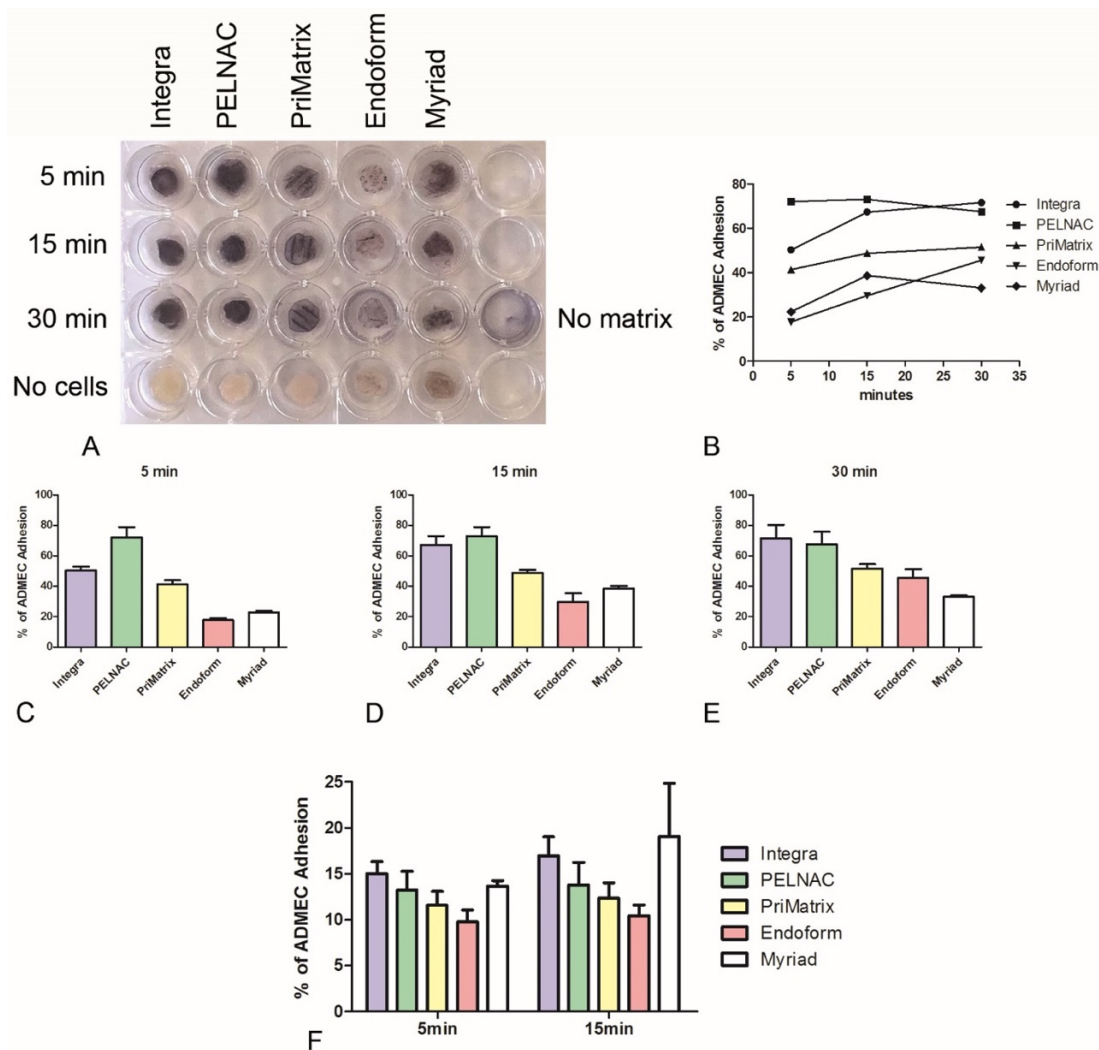 Integra
PELNAC
PriMatrix
Endoform
Myriad
5 min
15 min
30 min
No cells
No matrix
A
% of ADMEC Adhesion
80
60
40
20
0
0 5 10 15 20 25 30 35
minutes
Integra
PELNAC
PriMatrix
Endoform
Myriad
B
5 min
% of ADMEC Adhesion
100
80
60
40
20
0
Integra PELNAC PriMatrix Endoform Myriad
C
15 min
% of ADMEC Adhesion
100
80
60
40
20
0
Integra PELNAC PriMatrix Endoform Myriad
D
30 min
% of ADMEC Adhesion
100
80
60
40
20
0
Integra PELNAC PriMatrix Endoform Myriad
E
% of ADMEC Adhesion
25
20
15
10
5
0
5min 15min
Integra
PELNAC
PriMatrix
Endoform
Myriad
F